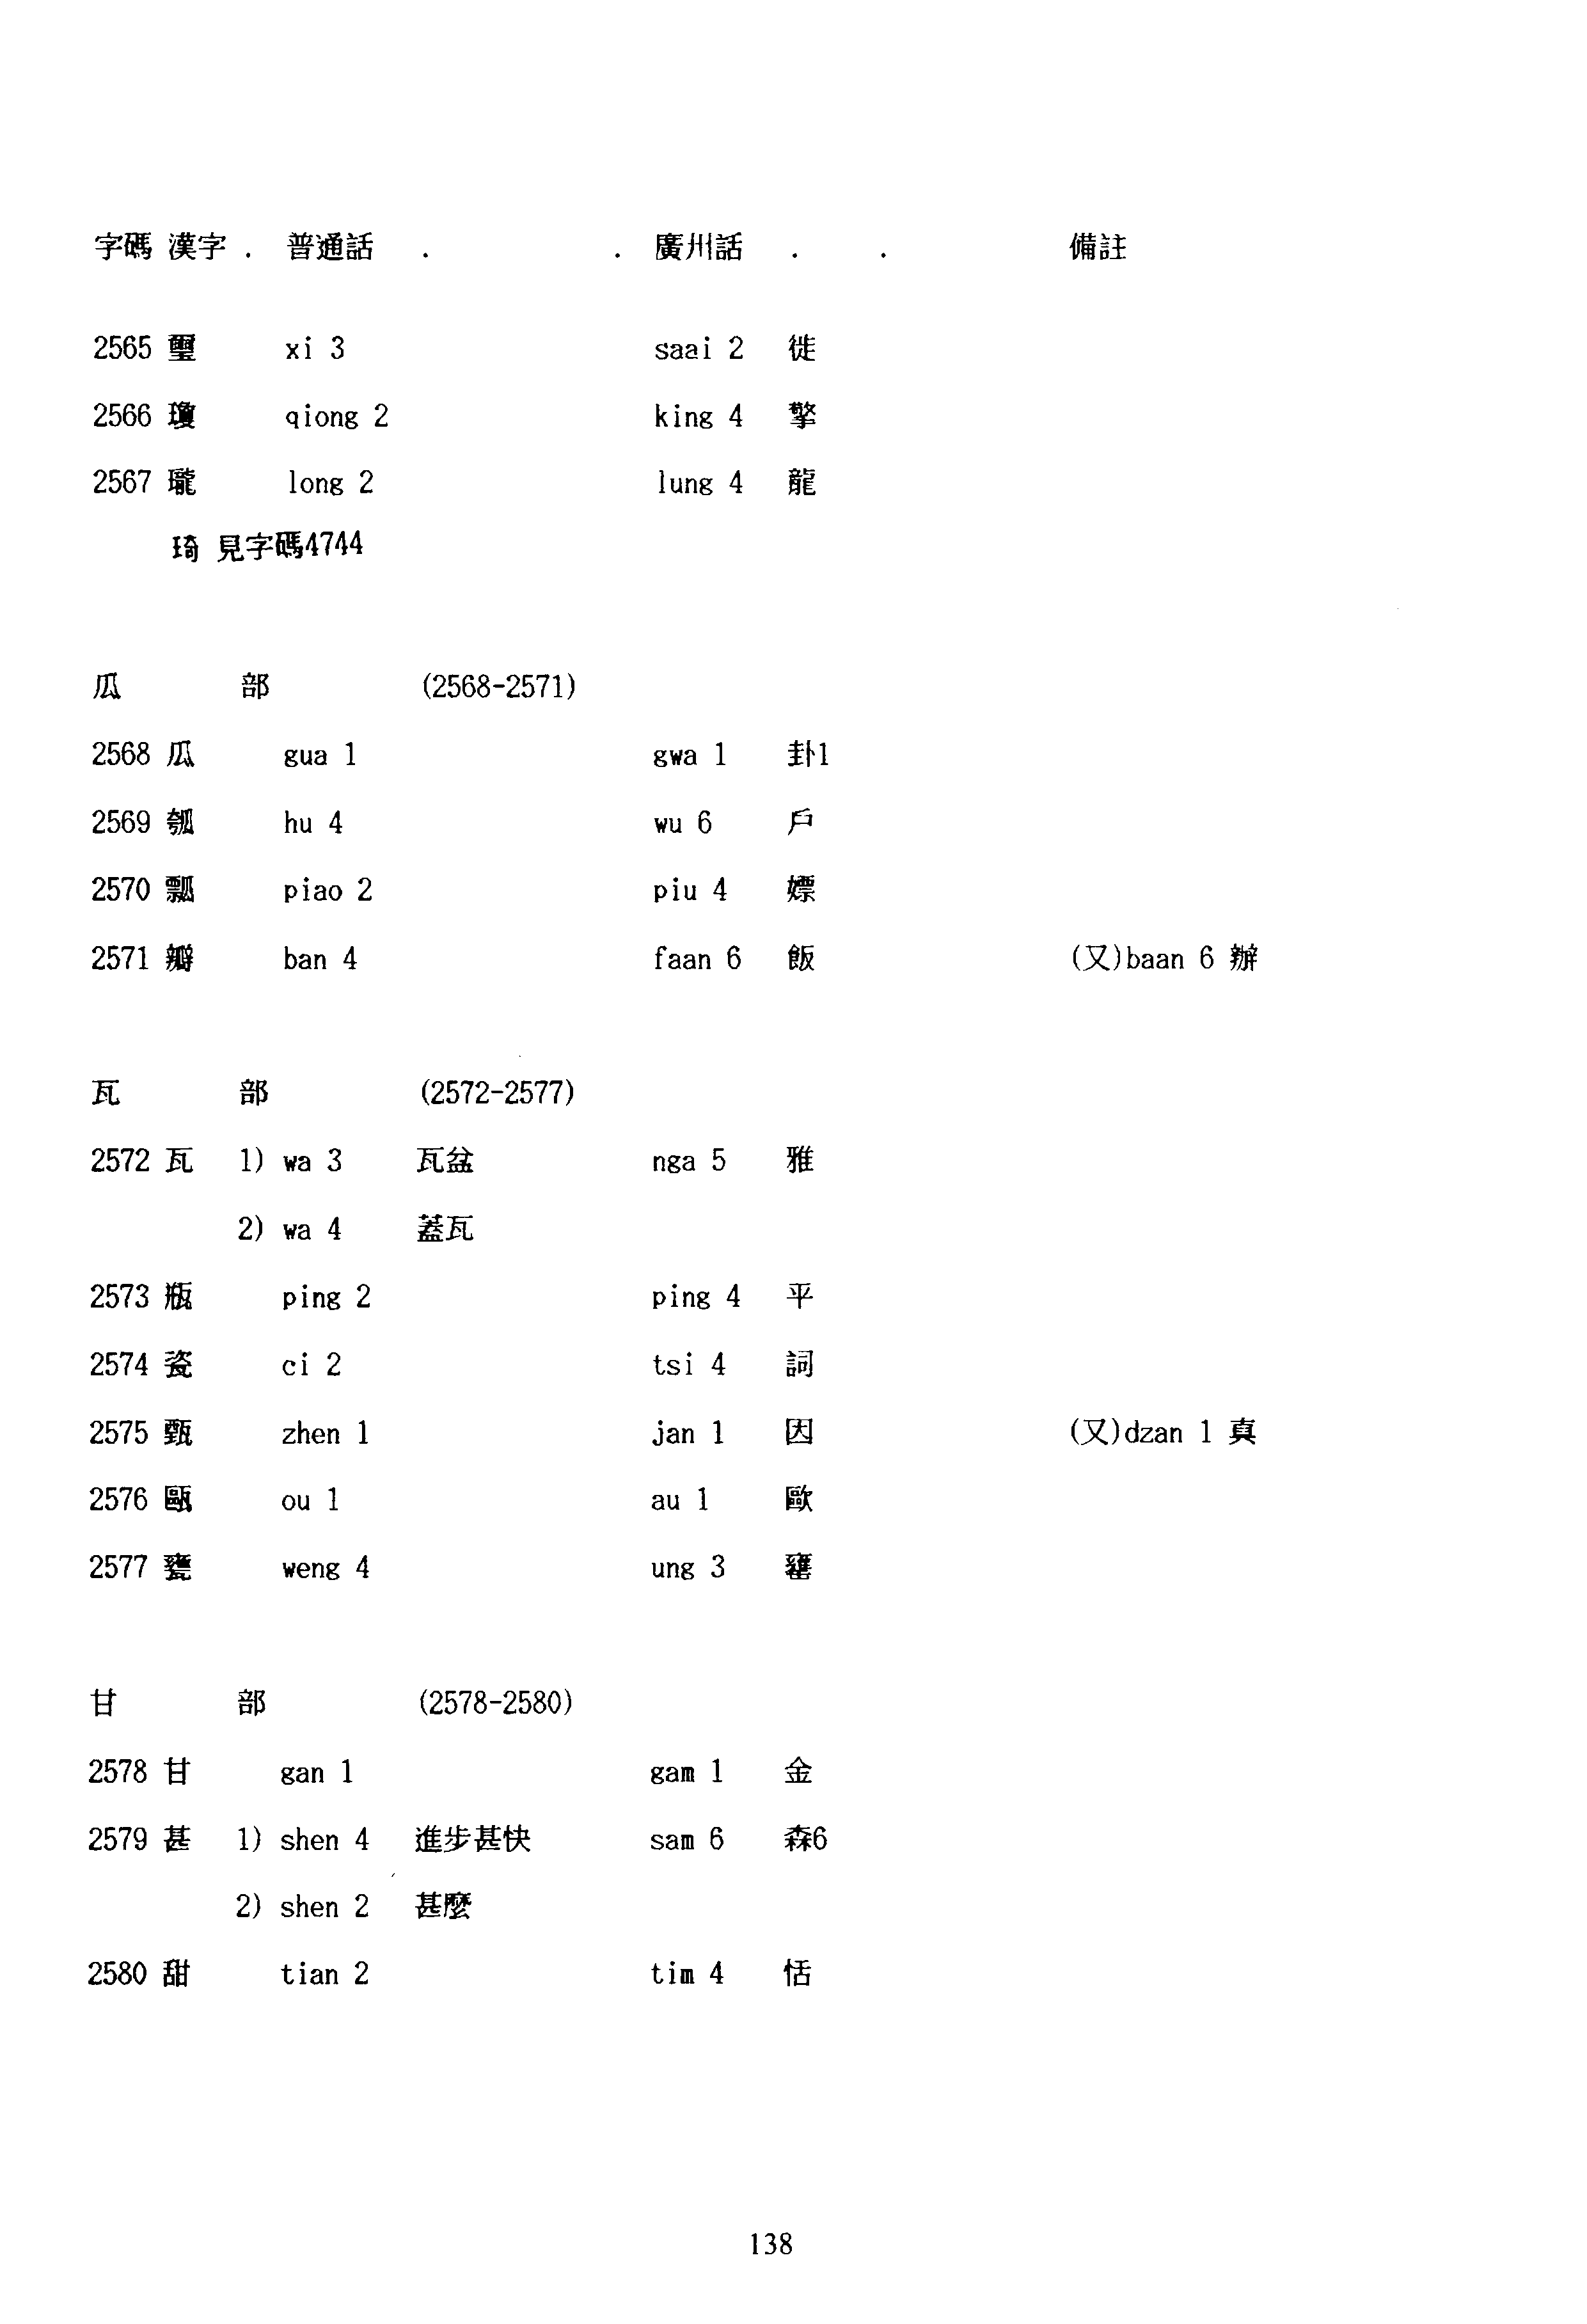 字碼 漢字 . 普通話 . . 廣州話 . . 備註
2565 璽 xi 3 saai 2 徙
2566 瓊 qiong 2 king 4 擎
2567 瓏 long 2 lung 4 龍
琦 見字碼4744
瓜 部 (2568-2571)
2568 瓜 gua 1 gwa 1 卦1
2569 瓠 hu 4 wu 6 戶
2570 瓢 piao 2 piu 4 嫖
2571 瓣 ban 4 faan 6 飯 (又)baan 6 辦
瓦 部 (2572-2577)
2572 瓦 1) wa 3 瓦盆 nga 5 雅
2) wa 4 蓋瓦
2573 瓶 ping 2 ping 4 平
2574 瓷 ci 2 tsi 4 詞
2575 甄 zhen 1 jan 1 因 (又)dzan 1 真
2576 甌 ou 1 au 1 歐
2577 甕 weng 4 ung 3 罋
甘 部 (2578-2580)
2578 甘 gan 1 gam 1 金
2579 甚 1) shen 4 進步甚快 sam 6 森6
2) shen 2 甚麼
2580 甜 tian 2 tim 4 恬
138